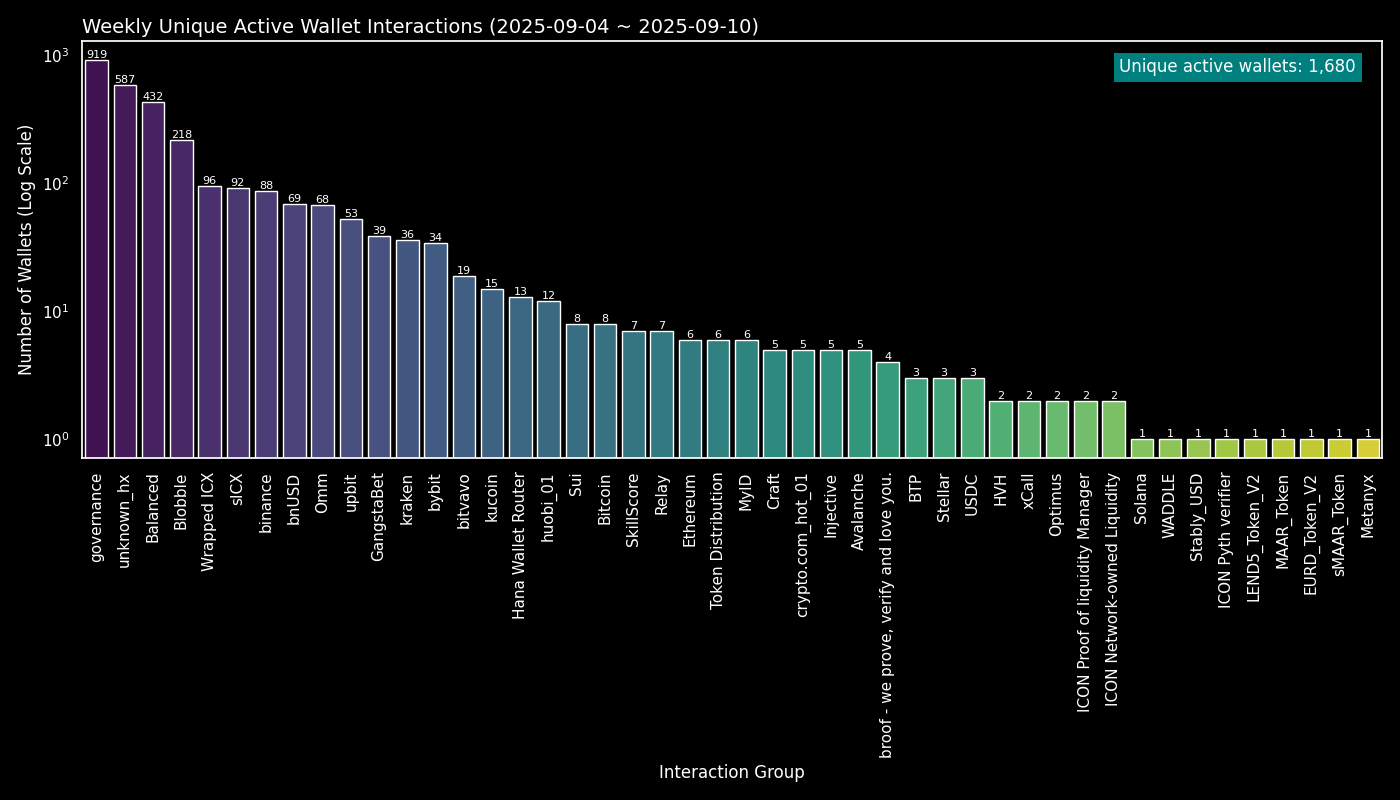 Weekly Unique Active Wallet Interactions (2025-09-04 ~ 2025-09-10)
Unique active wallets: 1,680
Number of Wallets (Log Scale)
10³
10²
10¹
10⁰
919
587
432
218
96
92
88
69
68
53
39
36
34
19
15
13
12
8
8
7
7
6
6
6
5
5
5
5
4
3
3
3
2
2
2
2
2
1
1
1
1
1
1
1
1
1
governance
unknown_hx
Balanced
Blobble
Wrapped ICX
sICX
binance
bnUSD
Omm
upbit
GangstaBet
kraken
bybit
bitvavo
kucoin
Hana Wallet Router
huobi_01
Sui
Bitcoin
SkillScore
Relay
Ethereum
Token Distribution
MyID
Craft
crypto.com_hot_01
Injective
Avalanche
broof - we prove, verify and love you.
BTP
Stellar
USDC
HVH
xCall
Optimus
ICON Proof of liquidity Manager
ICON Network-owned Liquidity
Solana
WADDLE
Stably_USD
ICON Pyth verifier
LEND5_Token_V2
MAAR_Token
EURD_Token_V2
sMAAR_Token
Metanyx
Interaction Group